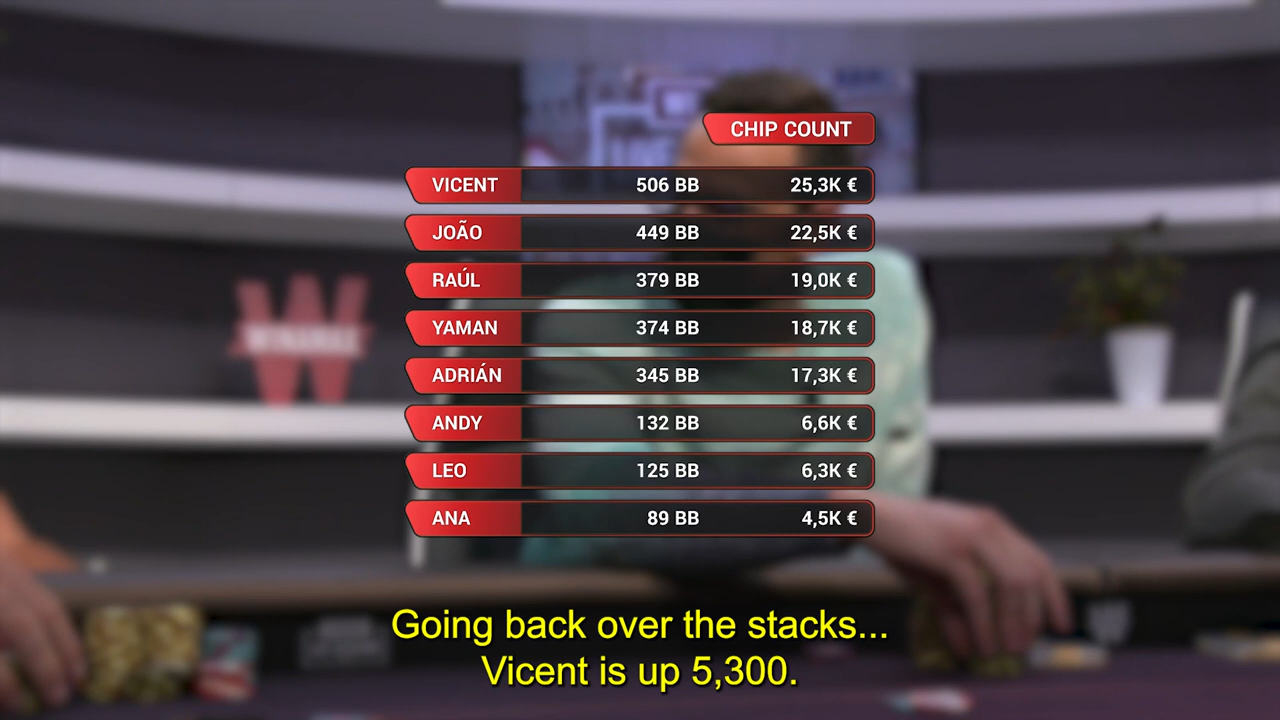 CHIP COUNT
VICENT 506 BB 25,3K €
JOÃO 449 BB 22,5K €
RAÚL 379 BB 19,0K €
YAMAN 374 BB 18,7K €
ADRIÁN 345 BB 17,3K €
ANDY 132 BB 6,6K €
LEO 125 BB 6,3K €
ANA 89 BB 4,5K €
W
Going back over the stacks...
Vicent is up 5,300.